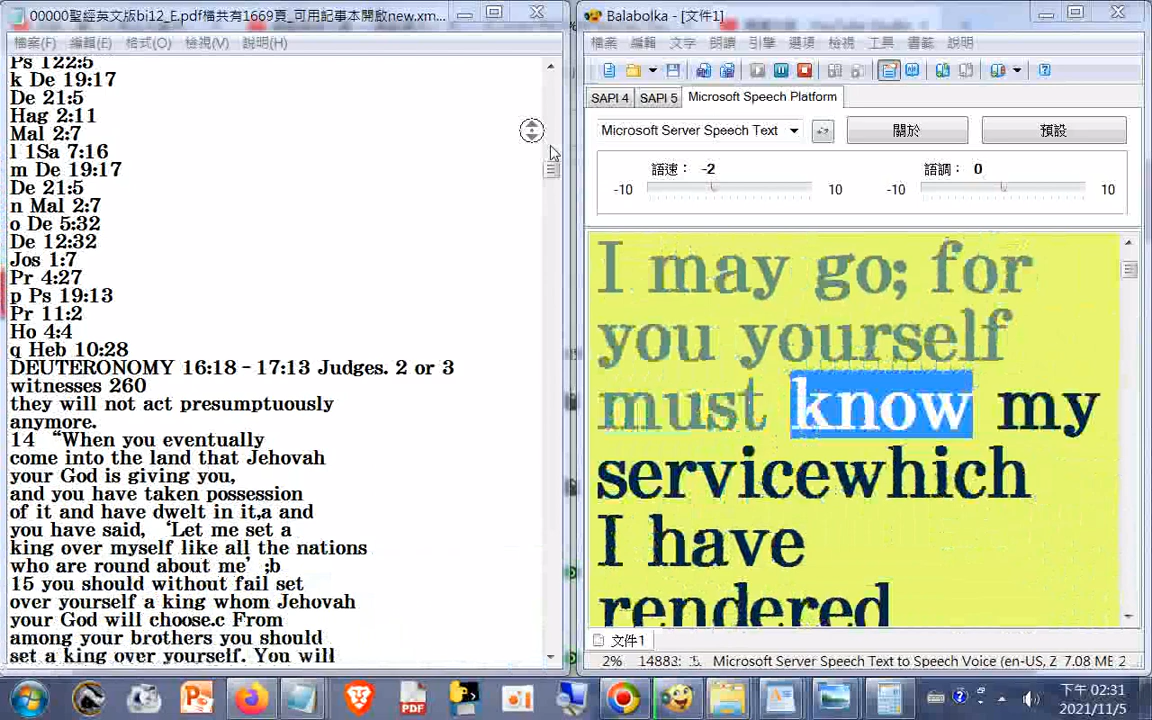 00000聖經英文版bi12_E.pdf檔共有1669頁_可用記事本開啟new.xm...
檔案(F) 編輯(E) 格式(O) 檢視(V) 說明(H)
Ps 122:5
k De 19:17
De 21:5
Hag 2:11
Mal 2:7
l 1Sa 7:16
m De 19:17
De 21:5
n Mal 2:7
o De 5:32
De 12:32
Jos 1:7
Pr 4:27
p Ps 19:13
Pr 11:2
Ho 4:4
q Heb 10:28
DEUTERONOMY 16:18–17:13 Judges. 2 or 3
witnesses 260
they will not act presumptuously
anymore.
14 “When you eventually
come into the land that Jehovah
your God is giving you,
and you have taken possession
of it and have dwelt in it,a and
you have said, ‘Let me set a
king over myself like all the nations
who are round about me’ ;b
15 you should without fail set
over yourself a king whom Jehovah
your God will choose.c From
among your brothers you should
set a king over yourself. You will
Balabolka - [文件1]
檔案 編輯 文字 朗讀 引擎 選項 檢視 工具 書籤 說明
SAPI 4 SAPI 5 Microsoft Speech Platform
Microsoft Server Speech Text 關於 預設
語速： -2 語調： 0
-10 10 -10 10
I may go; for
you yourself
must know my
servicewhich
I have
rendered
文件1
2% Microsoft Server Speech Text to Speech Voice (en-US, Z 7.08 MB
下午 02:31
2021/11/5